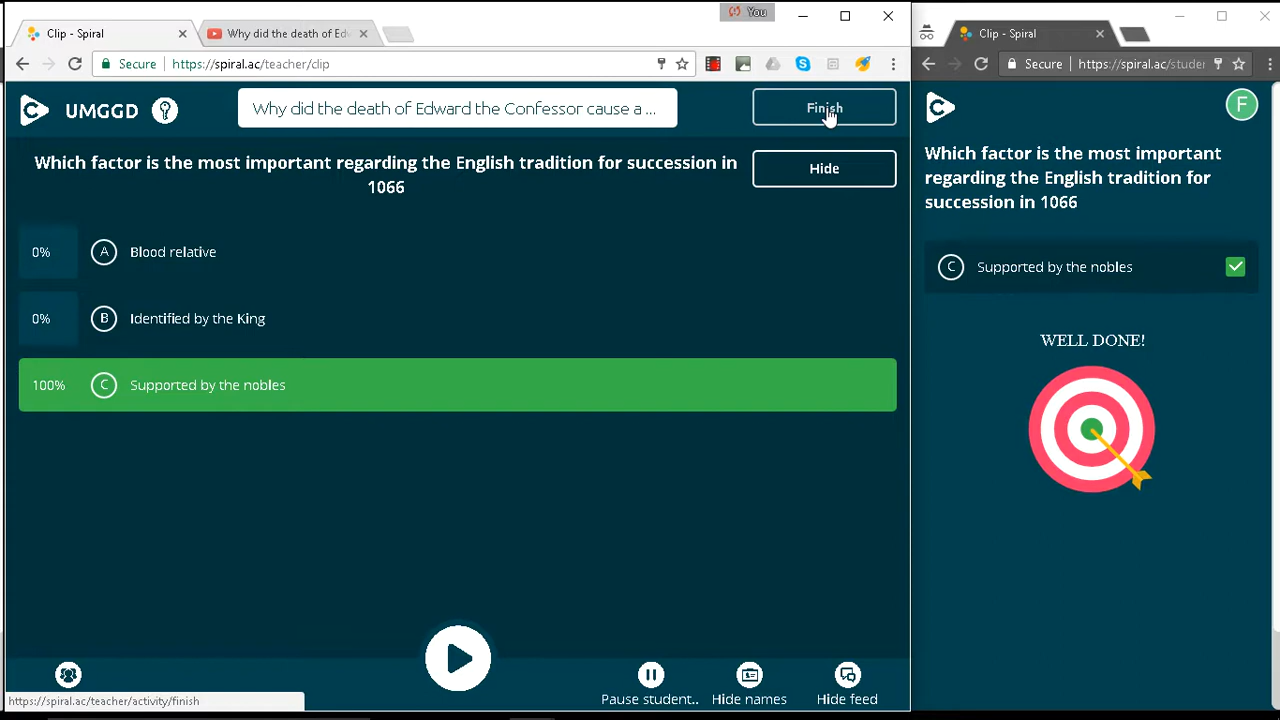 You
Clip - Spiral
Why did the death of Ed
Secure
https://spiral.ac/teacher/clip
UMGGD
Why did the death of Edward the Confessor cause a ...
Finish
Which factor is the most important regarding the English tradition for succession in
1066
Hide
0%
A
Blood relative
0%
B
Identified by the King
100%
C
Supported by the nobles
Pause student..
Hide names
Hide feed
https://spiral.ac/teacher/activity/finish
Clip - Spiral
Secure
https://spiral.ac/studer
F
Which factor is the most important
regarding the English tradition for
succession in 1066
C
Supported by the nobles
WELL DONE!